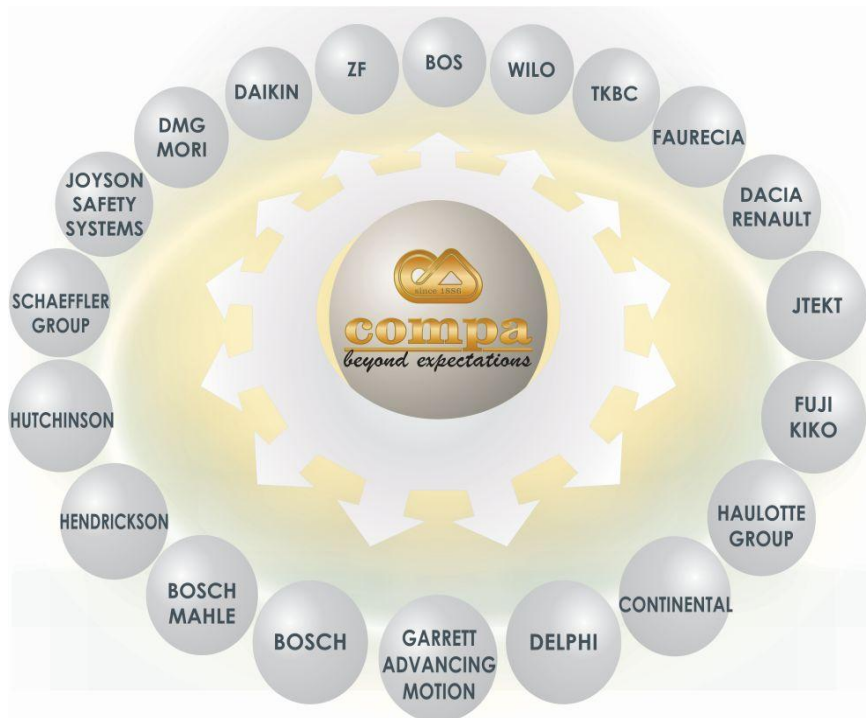 BOS
WILO
TKBC
FAURECIA
DACIA
RENAULT
JTEKT
FUJI
KIKO
HAULOTTE
GROUP
CONTINENTAL
DELPHI
GARRETT
ADVANCING
MOTION
BOSCH
BOSCH
MAHLE
HENDRICKSON
HUTCHINSON
SCHAEFFLER
GROUP
JOYSON
SAFETY
SYSTEMS
DMG
MORI
DAIKIN
ZF
since 1886
compa
beyond expectations